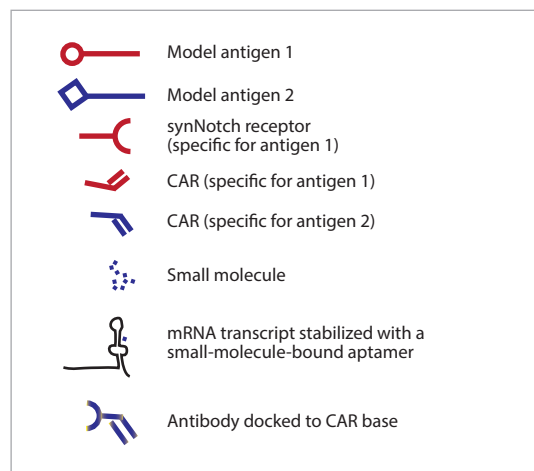 Model antigen 1
Model antigen 2
synNotch receptor
(specific for antigen 1)
CAR (specific for antigen 1)
CAR (specific for antigen 2)
Small molecule
mRNA transcript stabilized with a
small-molecule-bound aptamer
Antibody docked to CAR base